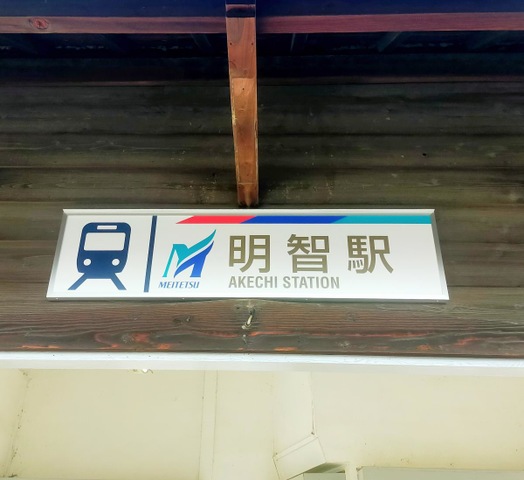 MEITETSU
明智駅
AKECHI STATION